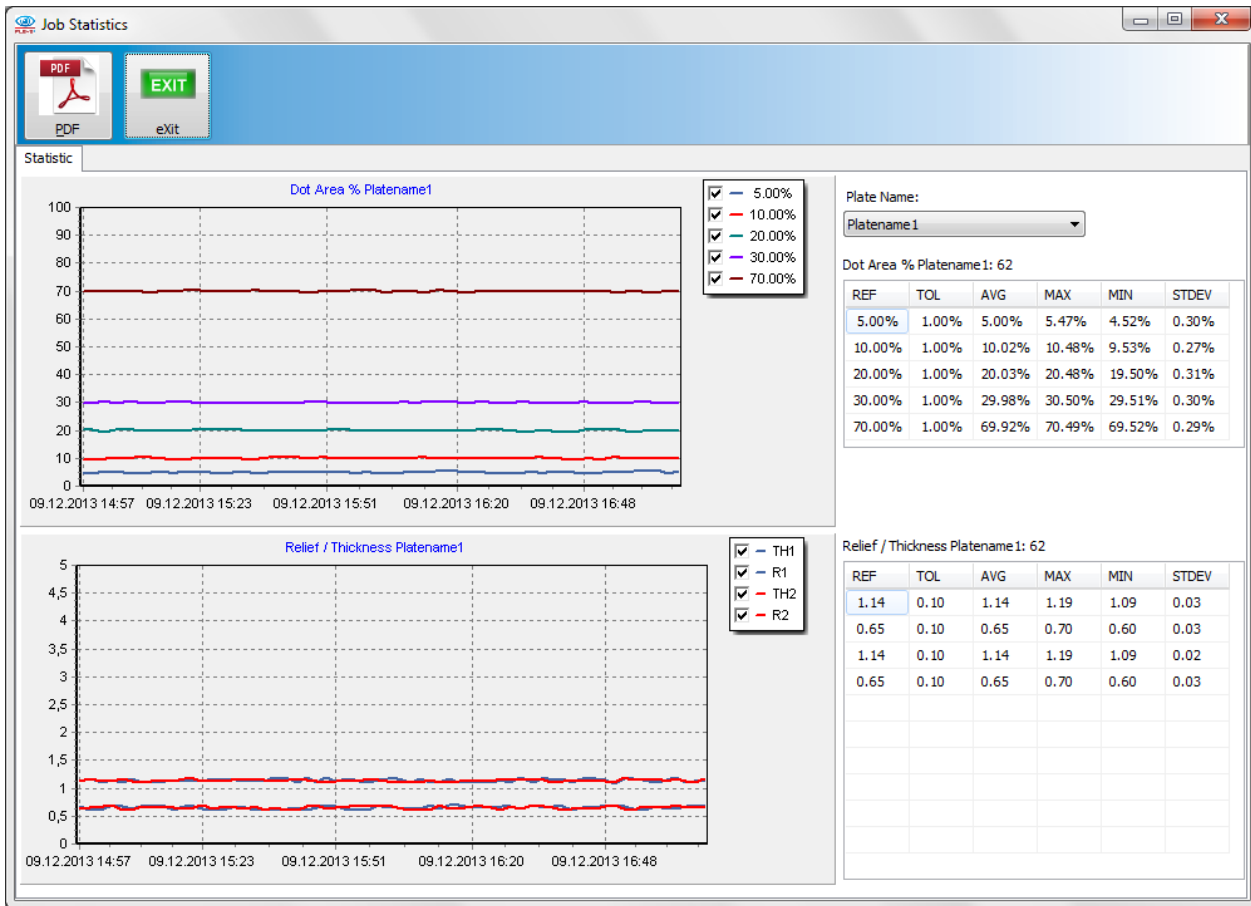 Job Statistics
PDF
PDF
EXIT
eXit
Statistic
Dot Area % Platename1
100
90
80
70
60
50
40
30
20
10
0
09.12.2013 14:57 09.12.2013 15:23 09.12.2013 15:51 09.12.2013 16:20 09.12.2013 16:48
5.00%
10.00%
20.00%
30.00%
70.00%
Plate Name:
Platename1
Dot Area % Platename1: 62
REF TOL AVG MAX MIN STDEV
5.00% 1.00% 5.00% 5.47% 4.52% 0.30%
10.00% 1.00% 10.02% 10.48% 9.53% 0.27%
20.00% 1.00% 20.03% 20.48% 19.50% 0.31%
30.00% 1.00% 29.98% 30.50% 29.51% 0.30%
70.00% 1.00% 69.92% 70.49% 69.52% 0.29%
Relief / Thickness Platename1
5
4,5
4
3,5
3
2,5
2
1,5
1
0,5
0
09.12.2013 14:57 09.12.2013 15:23 09.12.2013 15:51 09.12.2013 16:20 09.12.2013 16:48
TH1
R1
TH2
R2
Relief / Thickness Platename1: 62
REF TOL AVG MAX MIN STDEV
1.14 0.10 1.14 1.19 1.09 0.03
0.65 0.10 0.65 0.70 0.60 0.03
1.14 0.10 1.14 1.19 1.09 0.02
0.65 0.10 0.65 0.70 0.60 0.03